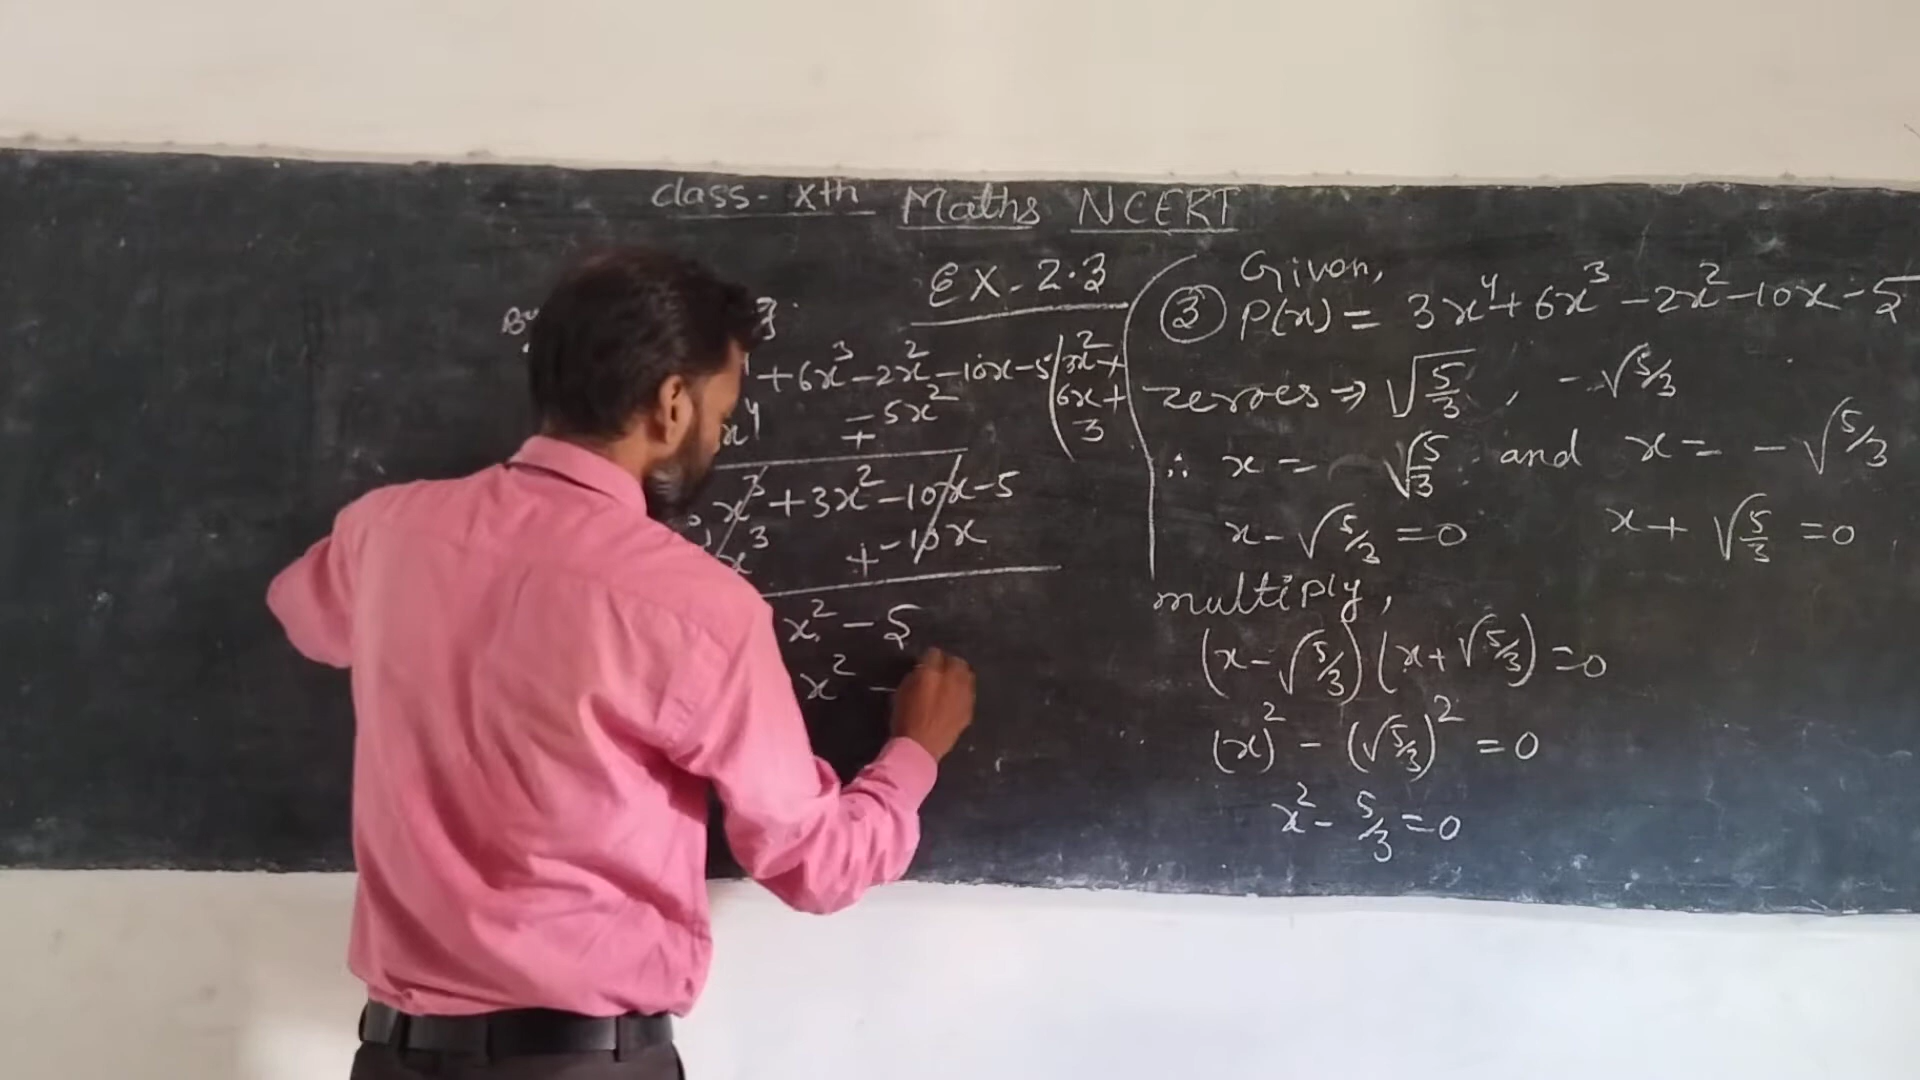 class- xth Maths NCERT
EX-2.3
+6x³-2x²-10x-5
3x²+
6x+
3
x⁴ +-5x²
x³+3x²-10x-5
x³ +-10x
x²-5
x²-
Given,
③ P(x) = 3x⁴+6x³-2x²-10x-5
zeroes → √5/3, -√5/3
∴ x = √5/3 and x = -√5/3
x-√5/3=0 x+√5/3=0
multiply,
(x-√5/3)(x+√5/3)=0
(x)²-(√5/3)²=0
x²-5/3=0